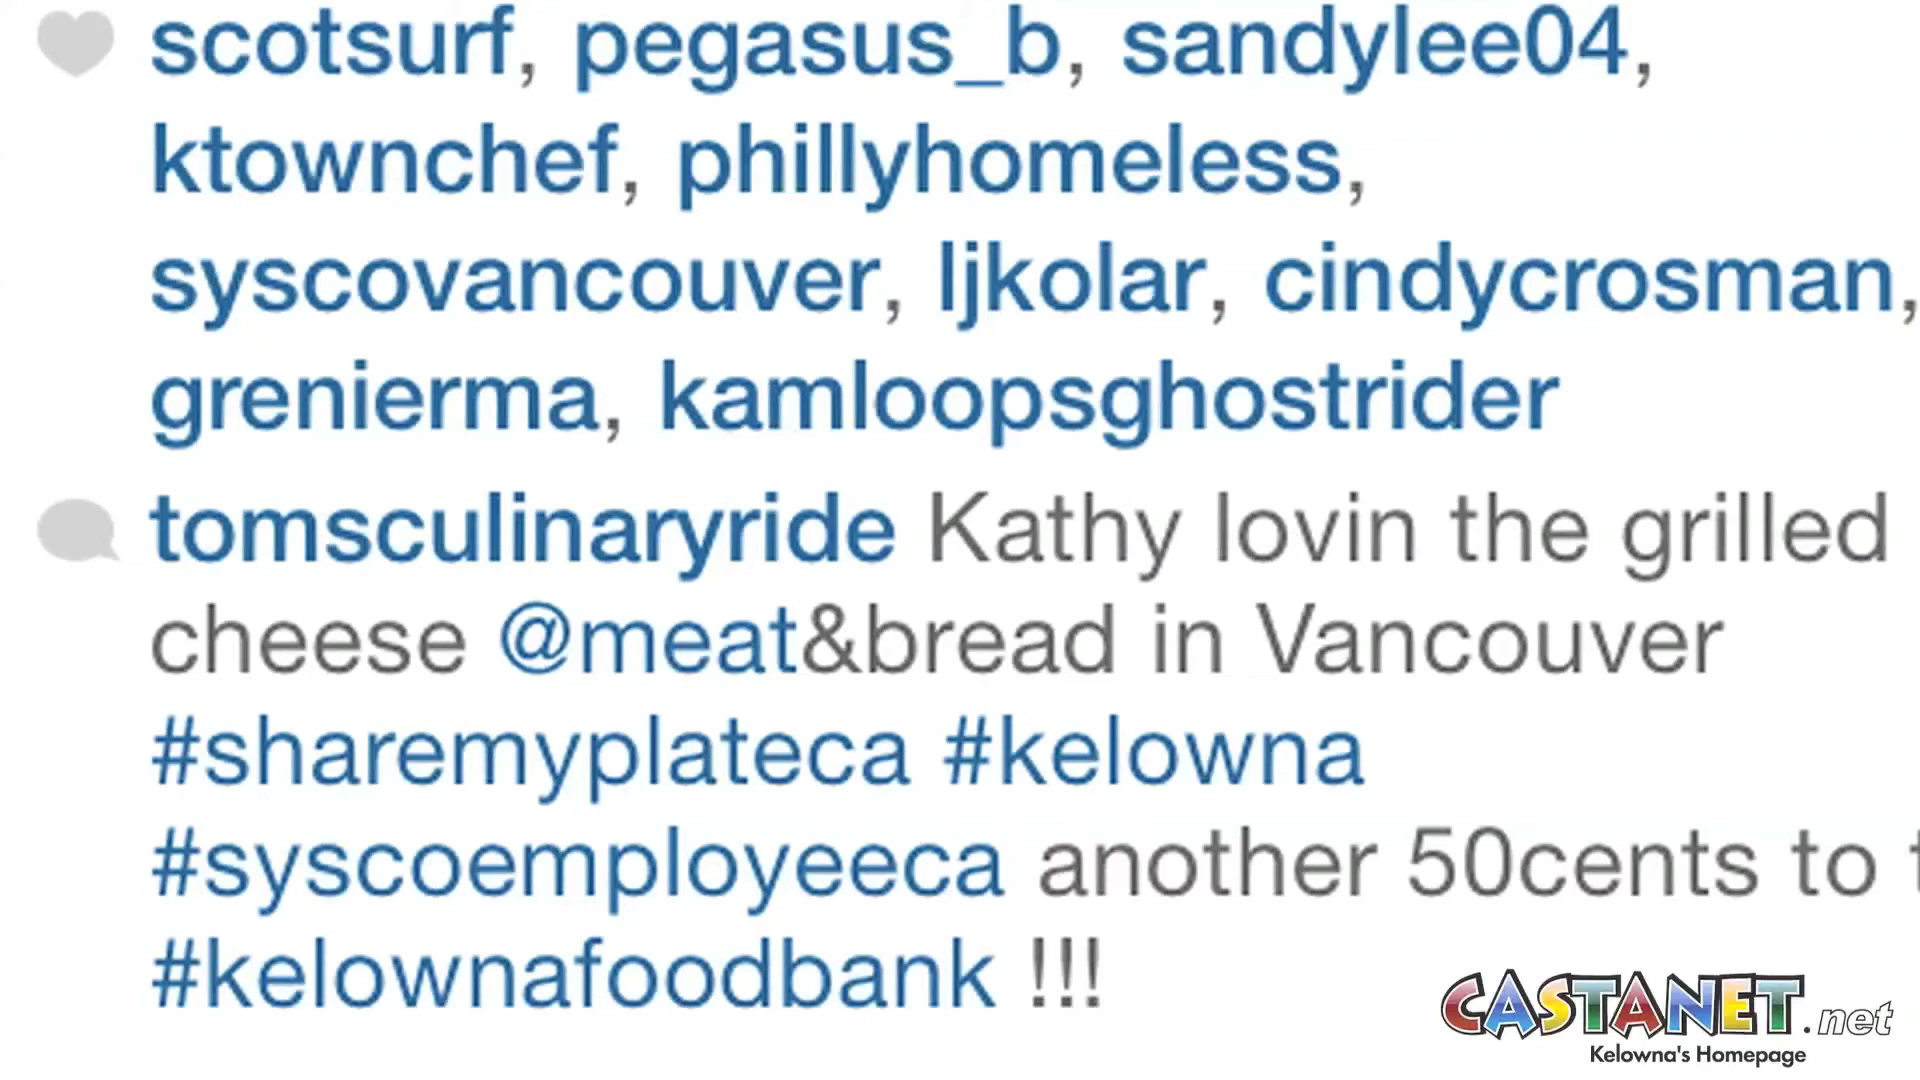 scotsurf, pegasus_b, sandylee04,
ktownchef, phillyhomeless,
syscovancouver, ljkolar, cindycrosman,
grenierma, kamloopsghostrider
tomsculinaryride Kathy lovin the grilled
cheese @meat&bread in Vancouver
#sharemyplateca #kelowna
#syscoemployeeca another 50cents to
#kelownafoodbank !!!
CASTANET.net
Kelowna's Homepage